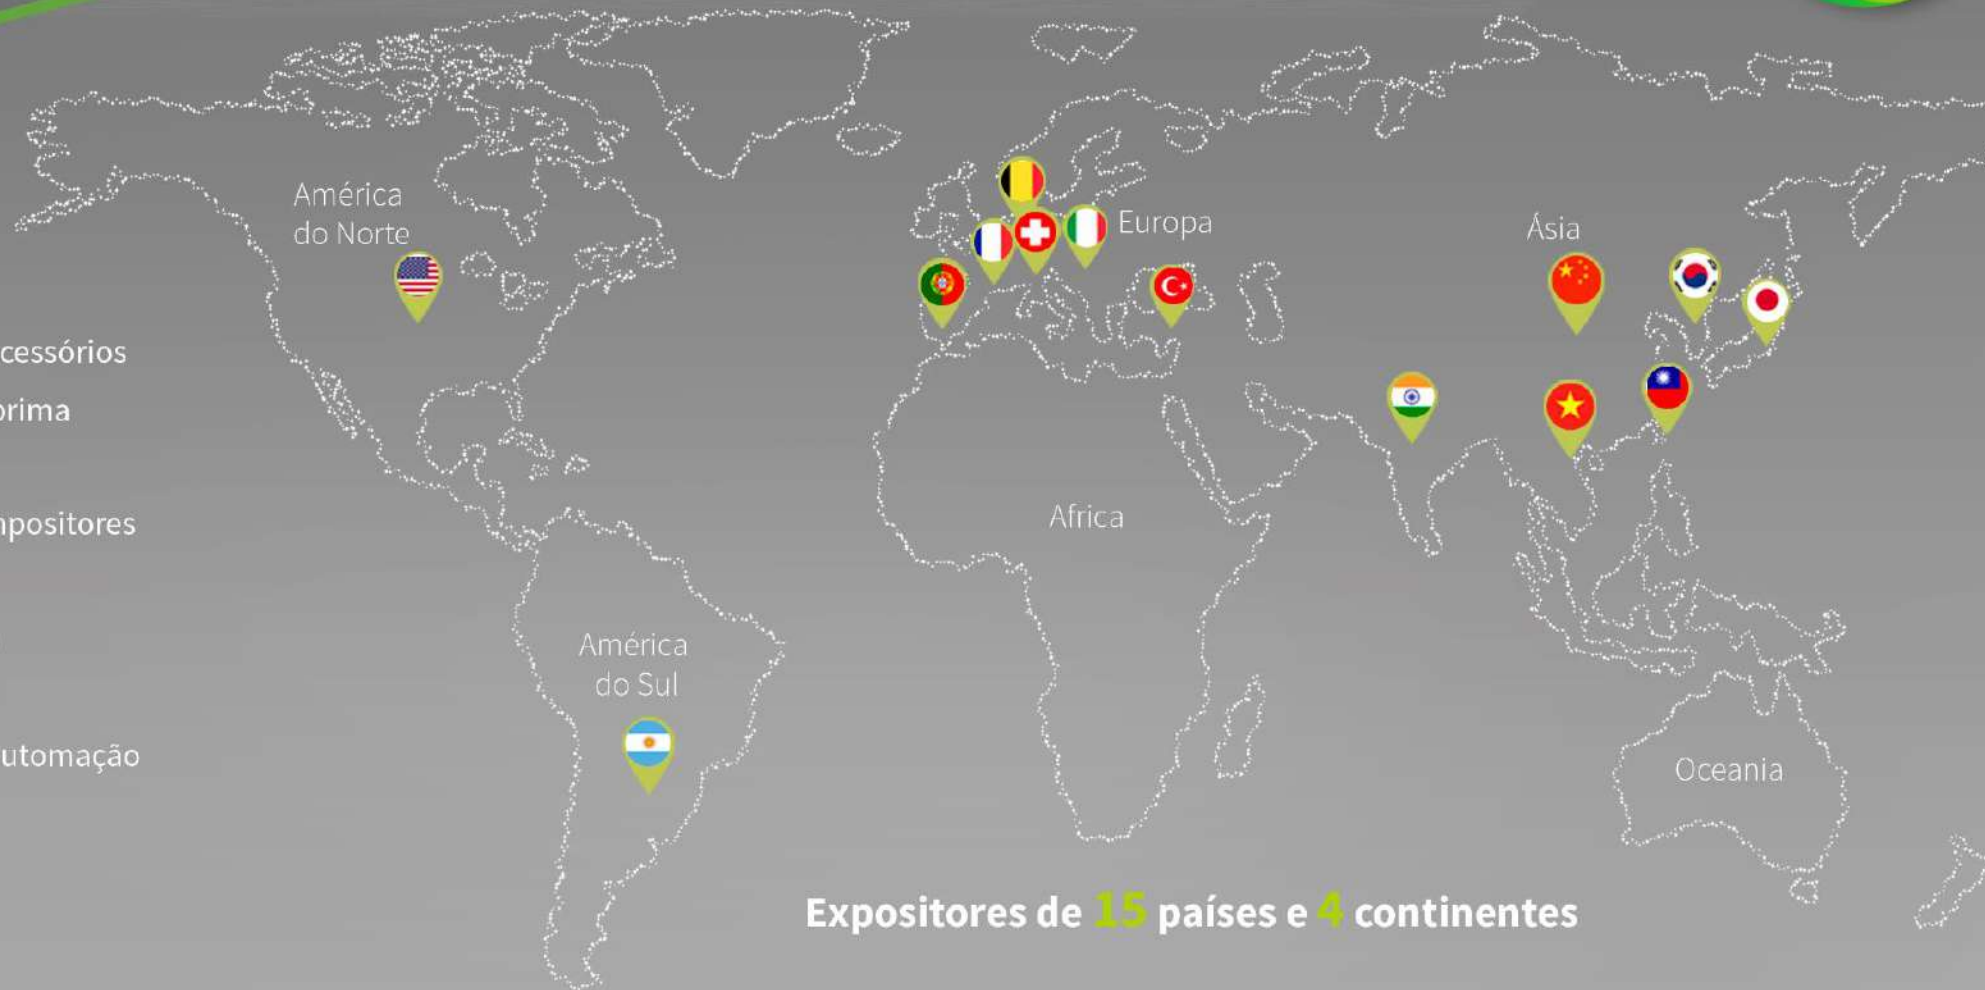 América
do Norte
Europa
Ásia
cessórios
prima
Africa
npositores
América
do Sul
utomação
Oceania
Expositores de 15 países e 4 continentes